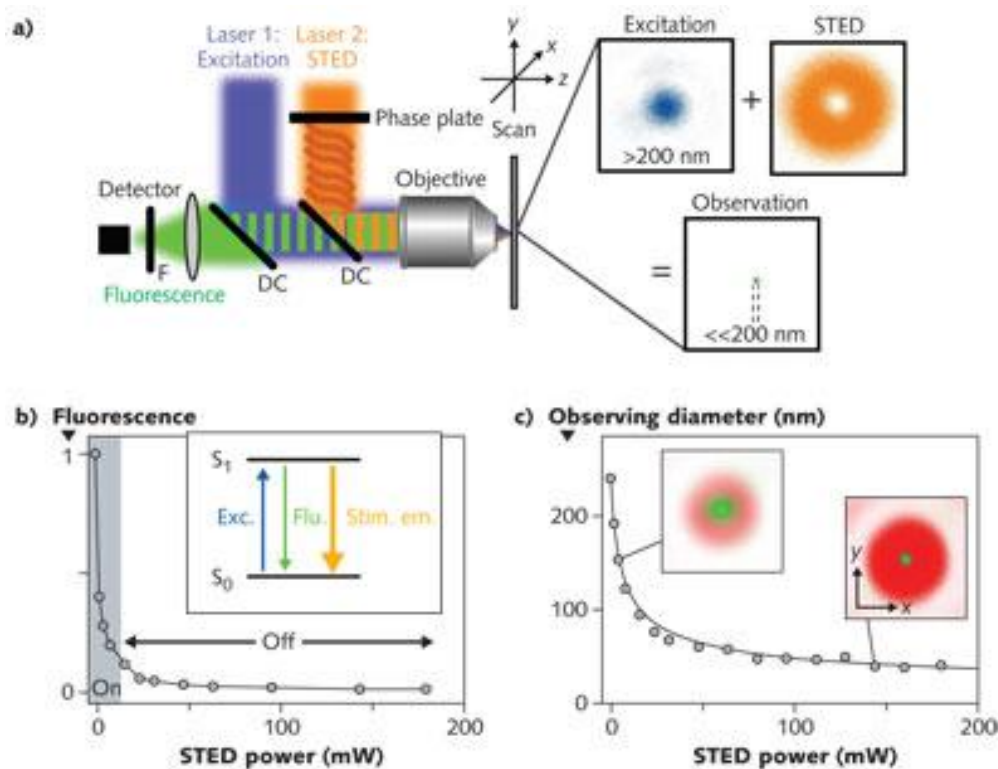 a)
Laser 1:
Excitation
Laser 2:
STED
Phase plate
Detector
F
Fluorescence
DC
DC
Objective
y
x
z
Scan
Excitation
>200 nm
+
STED
=
Observation
<<200 nm
b) Fluorescence
1
0
S1
S0
Exc.
Flu.
Stim. em.
Off
On
0
100
200
STED power (mW)
c) Observing diameter (nm)
200
100
0
y
x
0
100
200
STED power (mW)